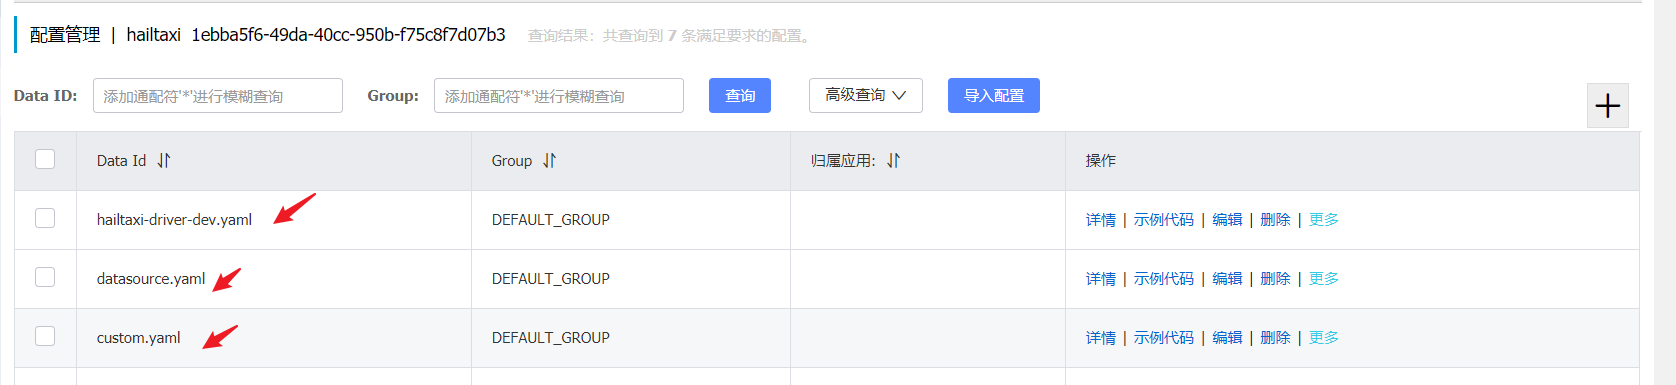 配置管理 | hailtaxi 1ebba5f6-49da-40cc-950b-f75c8f7d07b3 查询结果：共查询到 7 条满足要求的配置。
Data ID: 添加通配符'*'进行模糊查询 Group: 添加通配符'*'进行模糊查询 查询 高级查询 导入配置
Data Id Group 归属应用: 操作
hailtaxi-driver-dev.yaml DEFAULT_GROUP 详情 | 示例代码 | 编辑 | 删除 | 更多
datasource.yaml DEFAULT_GROUP 详情 | 示例代码 | 编辑 | 删除 | 更多
custom.yaml DEFAULT_GROUP 详情 | 示例代码 | 编辑 | 删除 | 更多